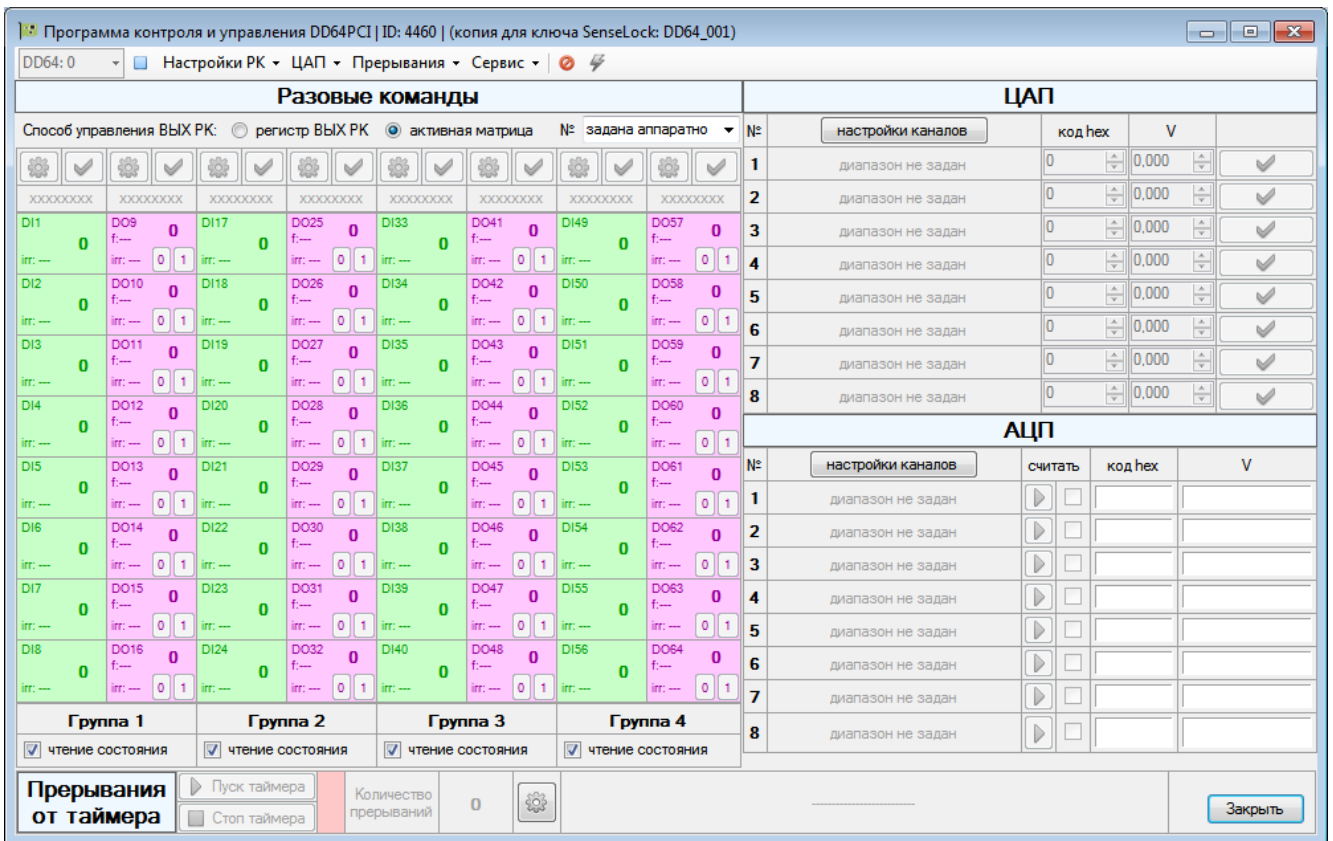 Программа контроля и управления DD64PCI | ID: 4460 | (копия для ключа SenseLock: DD64_001)
DD64: 0 Настройки РК ЦАП Прерывания Сервис
Разовые команды
Способ управления ВЫХ РК: регистр ВЫХ РК активная матрица № задана аппаратно
xxxxxxxx xxxxxxxx xxxxxxxx xxxxxxxx xxxxxxxx xxxxxxxx xxxxxxxx xxxxxxxx
DI1 DO9 0 DI17 DO25 0 DI33 DO41 0 DI49 DO57 0
0 f:--- 0 f:--- 0 f:--- 0 f:---
irr: --- irr: --- 0 1 irr: --- irr: --- 0 1 irr: --- irr: --- 0 1 irr: --- irr: --- 0 1
DI2 DO10 0 DI18 DO26 0 DI34 DO42 0 DI50 DO58 0
0 f:--- 0 f:--- 0 f:--- 0 f:---
irr: --- irr: --- 0 1 irr: --- irr: --- 0 1 irr: --- irr: --- 0 1 irr: --- irr: --- 0 1
DI3 DO11 0 DI19 DO27 0 DI35 DO43 0 DI51 DO59 0
0 f:--- 0 f:--- 0 f:--- 0 f:---
irr: --- irr: --- 0 1 irr: --- irr: --- 0 1 irr: --- irr: --- 0 1 irr: --- irr: --- 0 1
DI4 DO12 0 DI20 DO28 0 DI36 DO44 0 DI52 DO60 0
0 f:--- 0 f:--- 0 f:--- 0 f:---
irr: --- irr: --- 0 1 irr: --- irr: --- 0 1 irr: --- irr: --- 0 1 irr: --- irr: --- 0 1
DI5 DO13 0 DI21 DO29 0 DI37 DO45 0 DI53 DO61 0
0 f:--- 0 f:--- 0 f:--- 0 f:---
irr: --- irr: --- 0 1 irr: --- irr: --- 0 1 irr: --- irr: --- 0 1 irr: --- irr: --- 0 1
DI6 DO14 0 DI22 DO30 0 DI38 DO46 0 DI54 DO62 0
0 f:--- 0 f:--- 0 f:--- 0 f:---
irr: --- irr: --- 0 1 irr: --- irr: --- 0 1 irr: --- irr: --- 0 1 irr: --- irr: --- 0 1
DI7 DO15 0 DI23 DO31 0 DI39 DO47 0 DI55 DO63 0
0 f:--- 0 f:--- 0 f:--- 0 f:---
irr: --- irr: --- 0 1 irr: --- irr: --- 0 1 irr: --- irr: --- 0 1 irr: --- irr: --- 0 1
DI8 DO16 0 DI24 DO32 0 DI40 DO48 0 DI56 DO64 0
0 f:--- 0 f:--- 0 f:--- 0 f:---
irr: --- irr: --- 0 1 irr: --- irr: --- 0 1 irr: --- irr: --- 0 1 irr: --- irr: --- 0 1
Группа 1 Группа 2 Группа 3 Группа 4
чтение состояния чтение состояния чтение состояния чтение состояния
ЦАП
№ настройки каналов код hex V
1 диапазон не задан 0 0,000
2 диапазон не задан 0 0,000
3 диапазон не задан 0 0,000
4 диапазон не задан 0 0,000
5 диапазон не задан 0 0,000
6 диапазон не задан 0 0,000
7 диапазон не задан 0 0,000
8 диапазон не задан 0 0,000
АЦП
№ настройки каналов считать код hex V
1 диапазон не задан
2 диапазон не задан
3 диапазон не задан
4 диапазон не задан
5 диапазон не задан
6 диапазон не задан
7 диапазон не задан
8 диапазон не задан
Прерывания
от таймера
Пуск таймера
Стоп таймера
Количество
прерываний
0
--------------------------
Закрыть